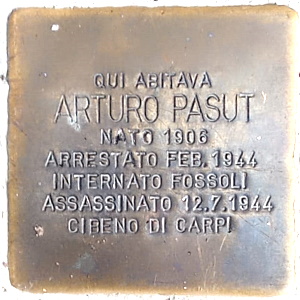 QUI ABITAVA
ARTURO PASUT
NATO 1906
ARRESTATO FEB. 1944
INTERNATO FOSSOLI
ASSASSINATO 12.7.1944
CIBENO DI CARPI